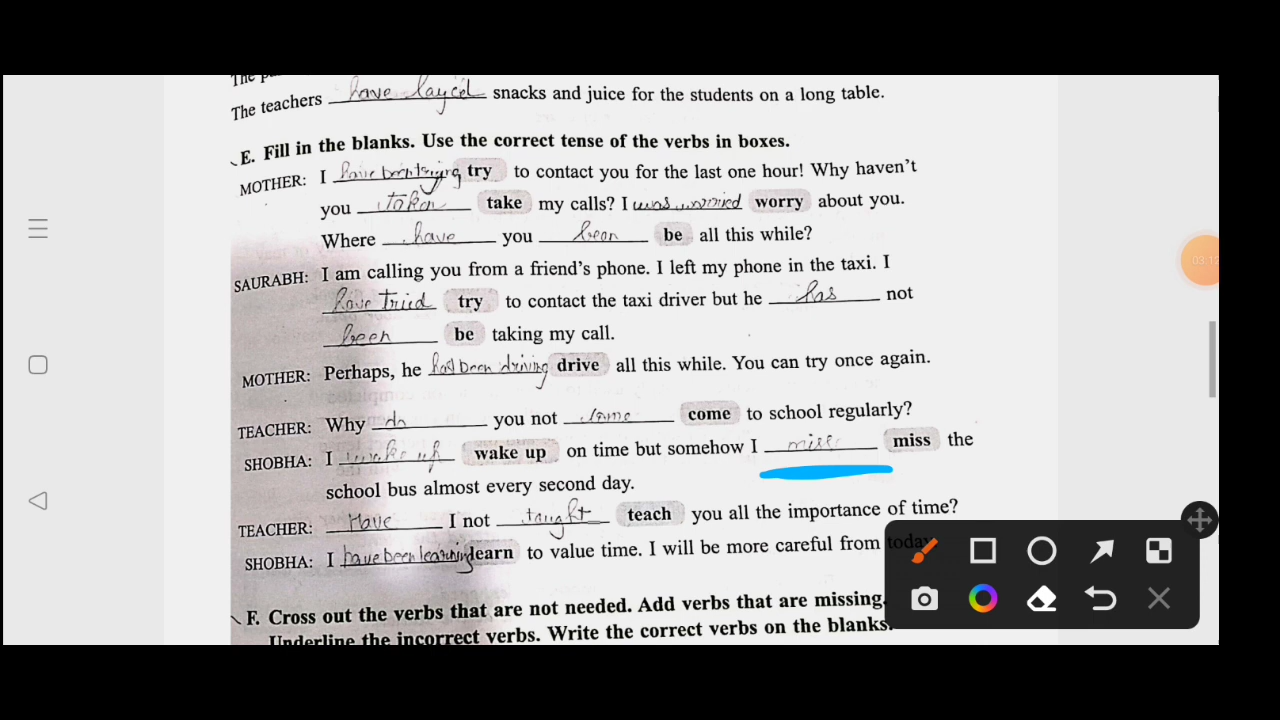 The teachers have layed snacks and juice for the students on a long table.
E. Fill in the blanks. Use the correct tense of the verbs in boxes.
MOTHER: I have been trying try to contact you for the last one hour! Why haven't
you taken take my calls? I was worried worry about you.
Where have you been be all this while?
SAURABH: I am calling you from a friend's phone. I left my phone in the taxi. I
have tried try to contact the taxi driver but he has not
been be taking my call.
MOTHER: Perhaps, he has been driving drive all this while. You can try once again.
TEACHER: Why do you not come come to school regularly?
SHOBHA: I wake up wake up on time but somehow I miss miss the
school bus almost every second day.
TEACHER: Have I not taught teach you all the importance of time?
SHOBHA: I have been learning learn to value time. I will be more careful from today
F. Cross out the verbs that are not needed. Add verbs that are missing.
Underline the incorrect verbs. Write the correct verbs on the blanks.
03:12